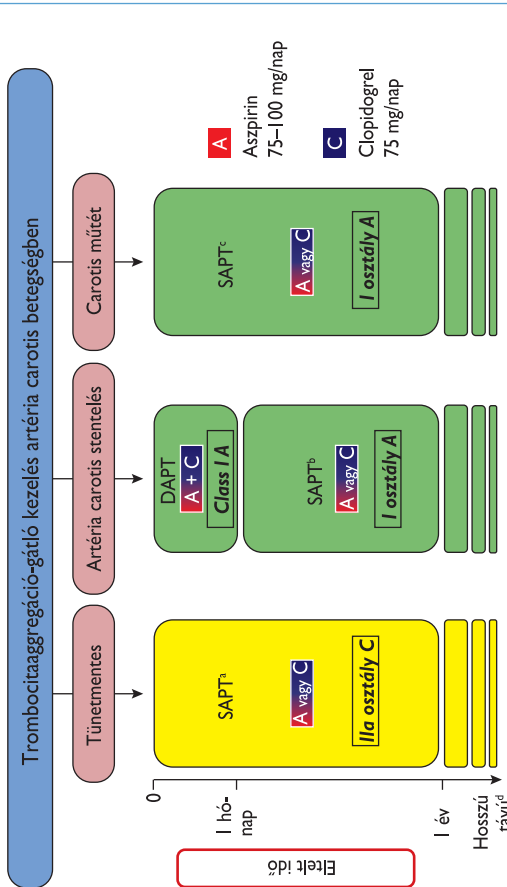 Trombocitaaggregáció-gátló kezelés artéria carotis betegségben
Tünetmentes
Artéria carotis stentelés
Carotis műtét
Eltelt idő
0
1 hó-
nap
1 év
Hosszú
távúᵈ
SAPTᵃ
A vagy C
IIa osztály C
DAPT
A + C
Class I A
SAPTᵇ
A vagy C
I osztály A
SAPTᶜ
A vagy C
I osztály A
A
Aszpirin
75–100 mg/nap
C
Clopidogrel
75 mg/nap